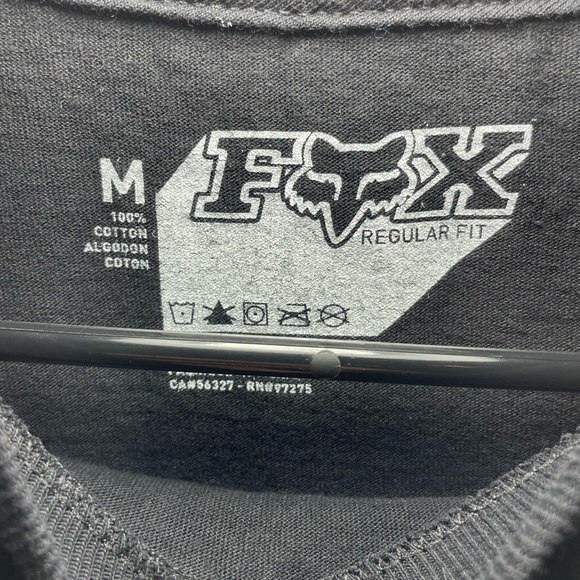 M
100%
COTTON
ALGODON
COTON
FOX
REGULAR FIT
CA#56327 - RN#97275